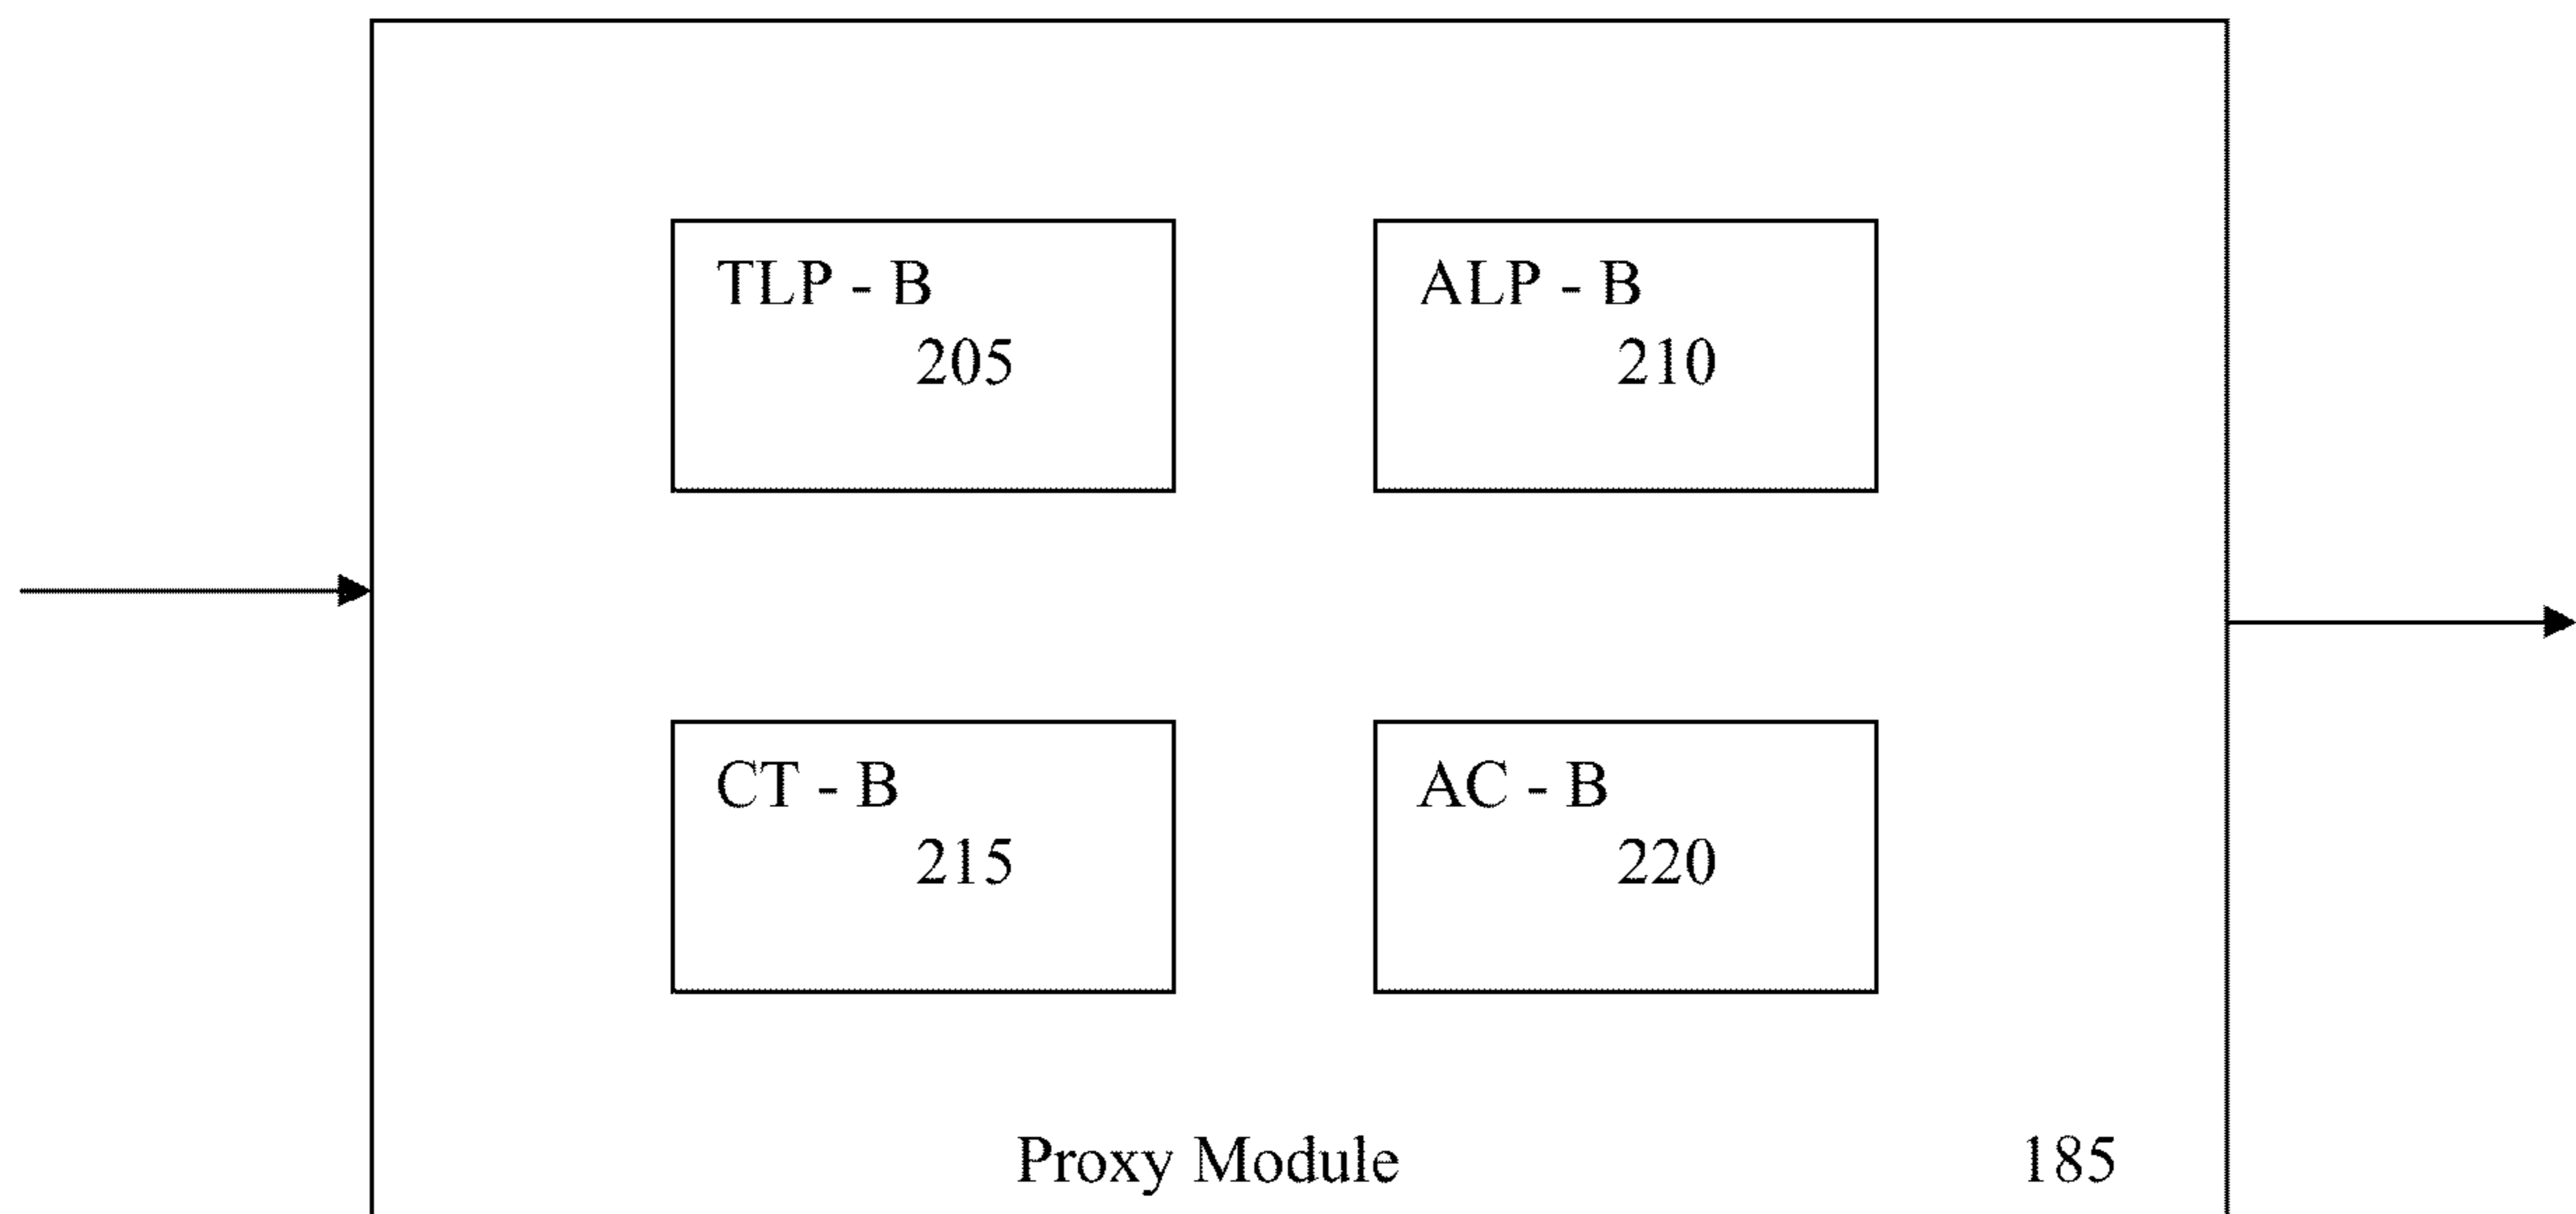 TLP - B
205
ALP - B
210
CT - B
215
AC - B
220
Proxy Module
185